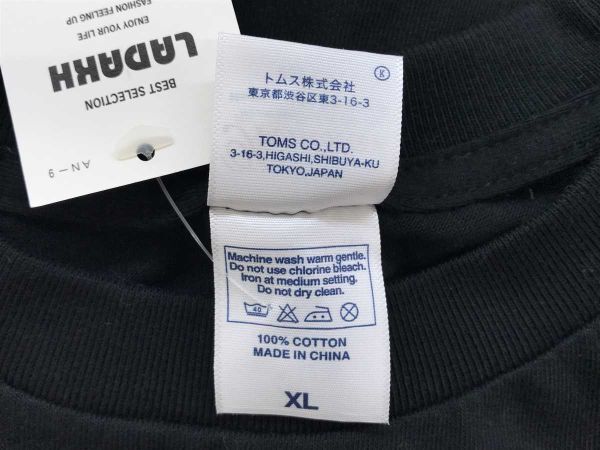 LADAKH
ENJOY YOUR LIFE
FASHION FEELING UP
BEST SELECTION
AN-9
K
トムス株式会社
東京都渋谷区東3-16-3
TOMS CO.,LTD.
3-16-3,HIGASHI,SHIBUYA-KU
TOKYO,JAPAN
Machine wash warm gentle.
Do not use chlorine bleach.
Iron at medium setting.
Do not dry clean.
40
100% COTTON
MADE IN CHINA
XL